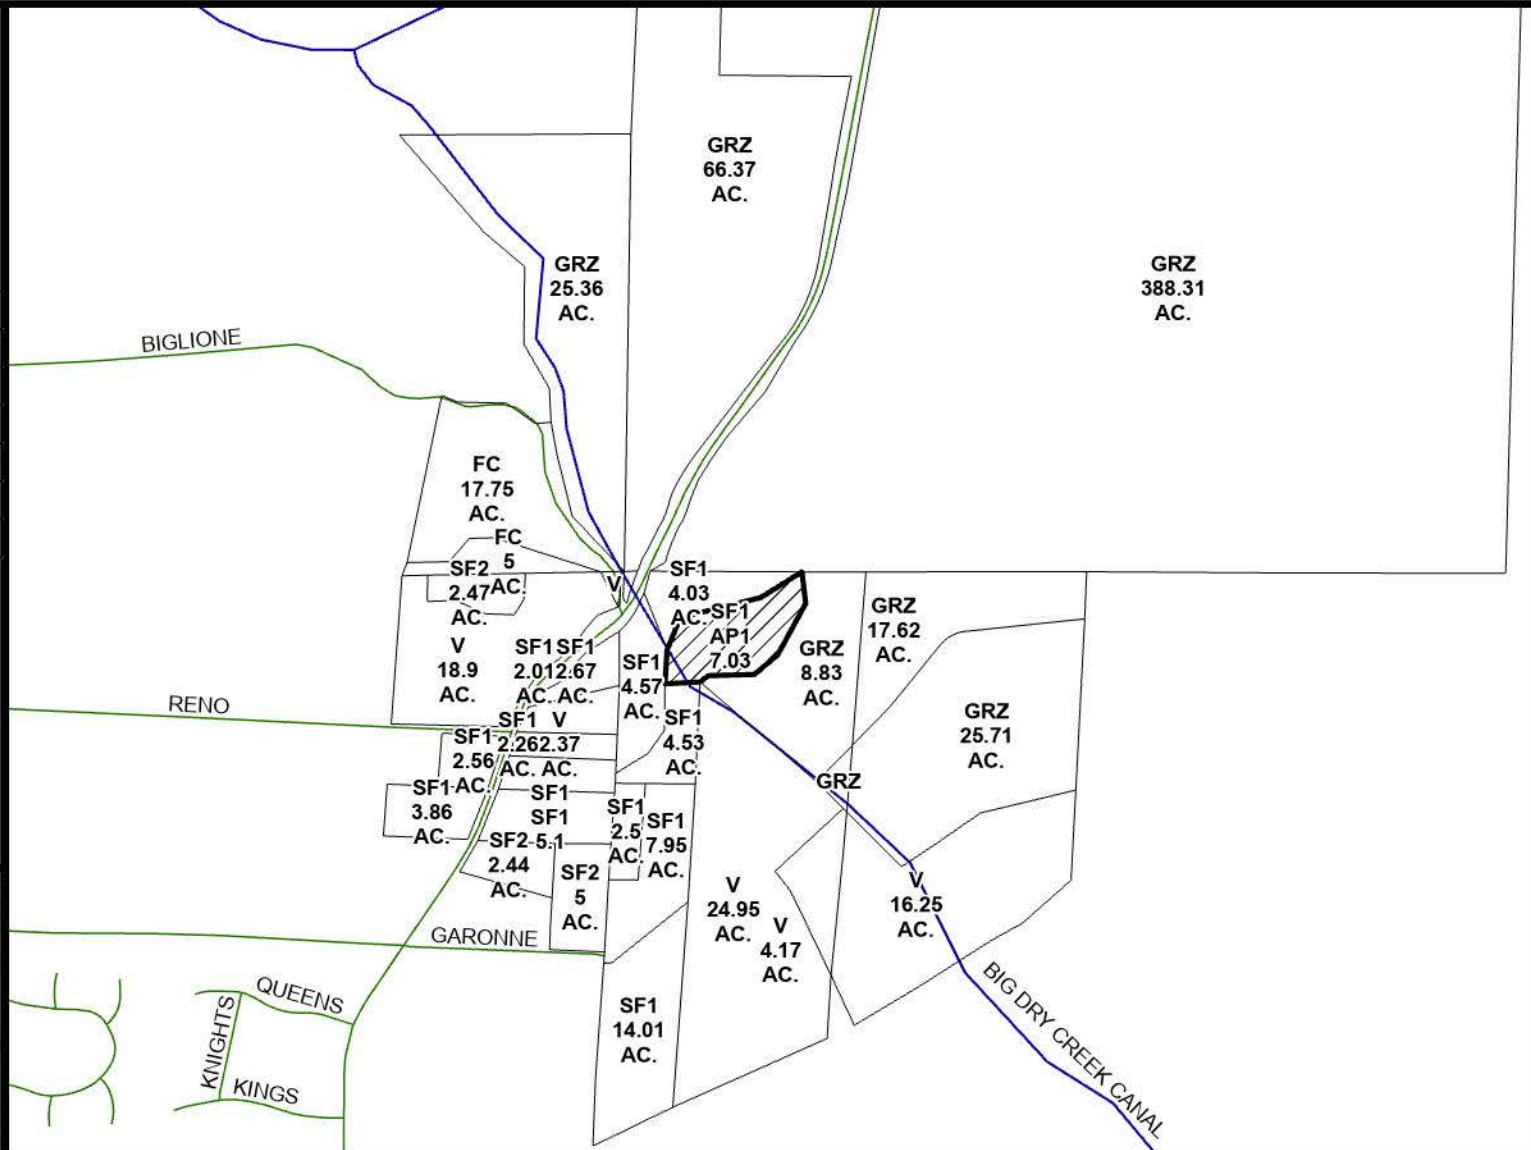 GRZ
66.37
AC.
GRZ
25.36
AC.
GRZ
388.31
AC.
BIGLIONE
FC
17.75
AC.
FC
5
AC.
SF2
2.47
AC.
V
SF1
4.03
AC.
SF1
AP1
7.03
GRZ
17.62
AC.
GRZ
8.83
AC.
V
18.9
AC.
SF1
2.01
AC.
SF1
2.67
AC.
SF1
4.57
AC.
RENO
SF1
2.26
AC.
V
2.37
AC.
SF1
4.53
AC.
GRZ
25.71
AC.
SF1
2.56
AC.
GRZ
SF1
3.86
AC.
SF1
SF1
5.1
SF1
2.5
AC.
SF1
7.95
AC.
SF2
2.44
AC.
SF2
5
AC.
V
24.95
AC.
V
4.17
AC.
V
16.25
AC.
GARONNE
BIG DRY CREEK CANAL
QUEENS
KNIGHTS
KINGS
SF1
14.01
AC.